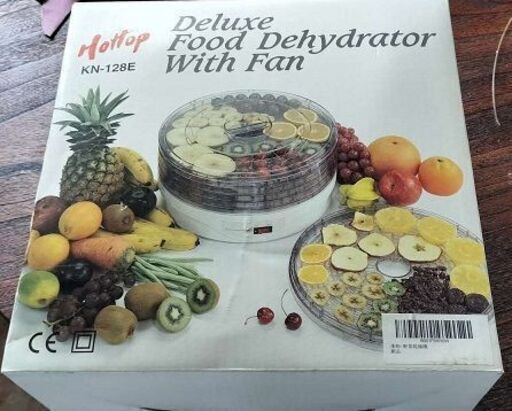 HotTop
KN-128E
Deluxe
Food Dehydrator
With Fan
CE